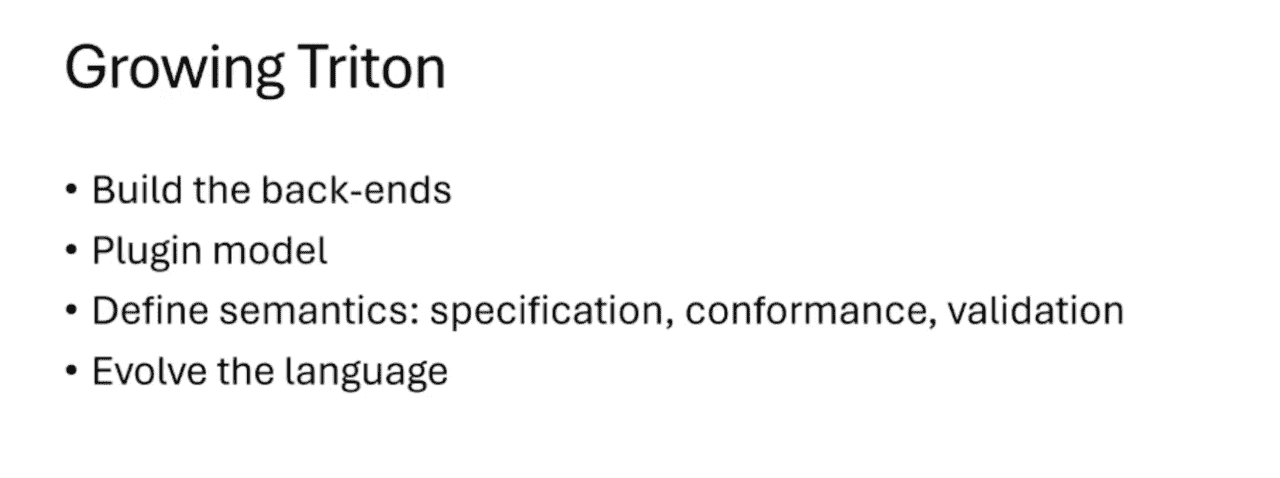 Growing Triton
• Build the back-ends
• Plugin model
• Define semantics: specification, conformance, validation
• Evolve the language